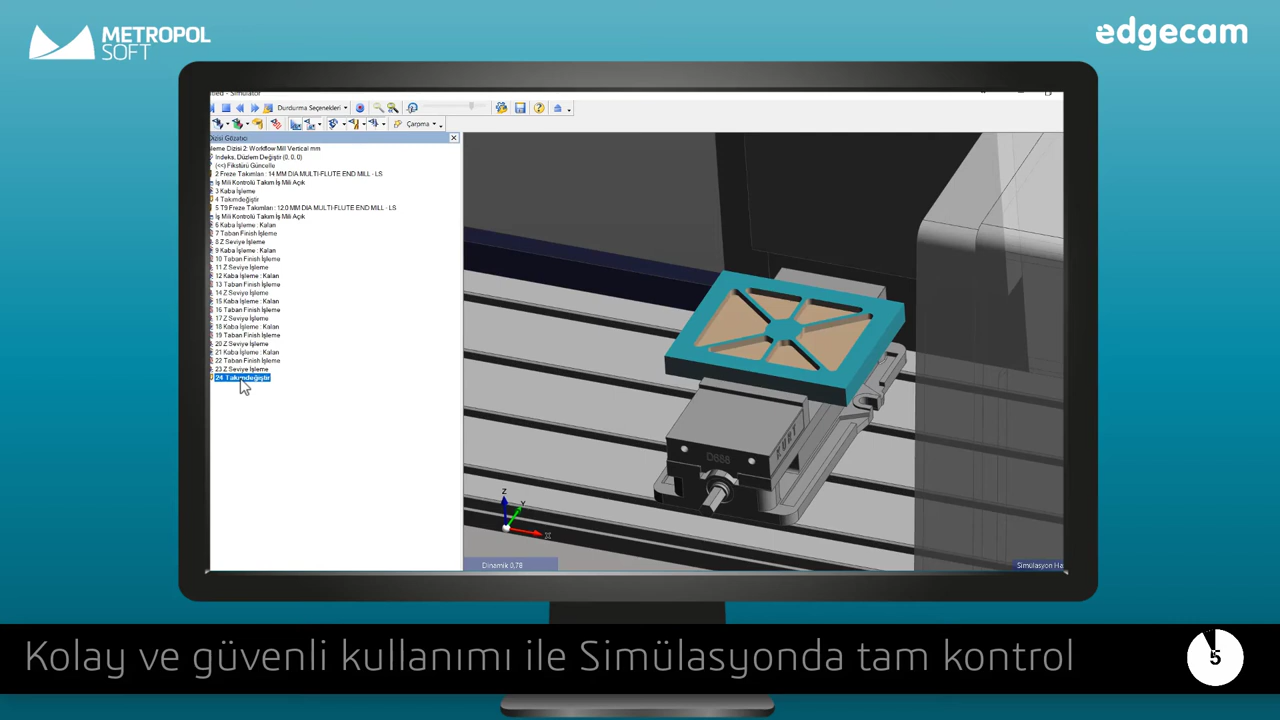 METROPOL
SOFT
edgecam
Simulator
Durdurma Seçenekleri
Çarpma
Dizisi Gözatıcı
leme Dizisi 2: Workflow Mill Vertical mm
Indeks, Düzlem Değiştir (0, 0, 0)
(<<) Fikstürü Güncelle
2 Freze Takımları : 14 MM DIA MULTI-FLUTE END MILL - LS
İş Mili Kontrolü Takım İş Mili Açık
3 Kaba İşleme
4 Takımdeğiştir
5 T9 Freze Takımları : 12.0 MM DIA MULTI-FLUTE END MILL - LS
İş Mili Kontrolü Takım İş Mili Açık
6 Kaba İşleme : Kalan
7 Taban Finish İşleme
8 Z Seviye İşleme
9 Kaba İşleme : Kalan
10 Taban Finish İşleme
11 Z Seviye İşleme
12 Kaba İşleme : Kalan
13 Taban Finish İşleme
14 Z Seviye İşleme
15 Kaba İşleme : Kalan
16 Taban Finish İşleme
17 Z Seviye İşleme
18 Kaba İşleme : Kalan
19 Taban Finish İşleme
20 Z Seviye İşleme
21 Kaba İşleme : Kalan
22 Taban Finish İşleme
23 Z Seviye İşleme
24 Takımdeğiştir
KURT
D688
Z
Y
X
Dinamik 0,78
Simülasyon Ha
Kolay ve güvenli kullanımı ile Simülasyonda tam kontrol
5